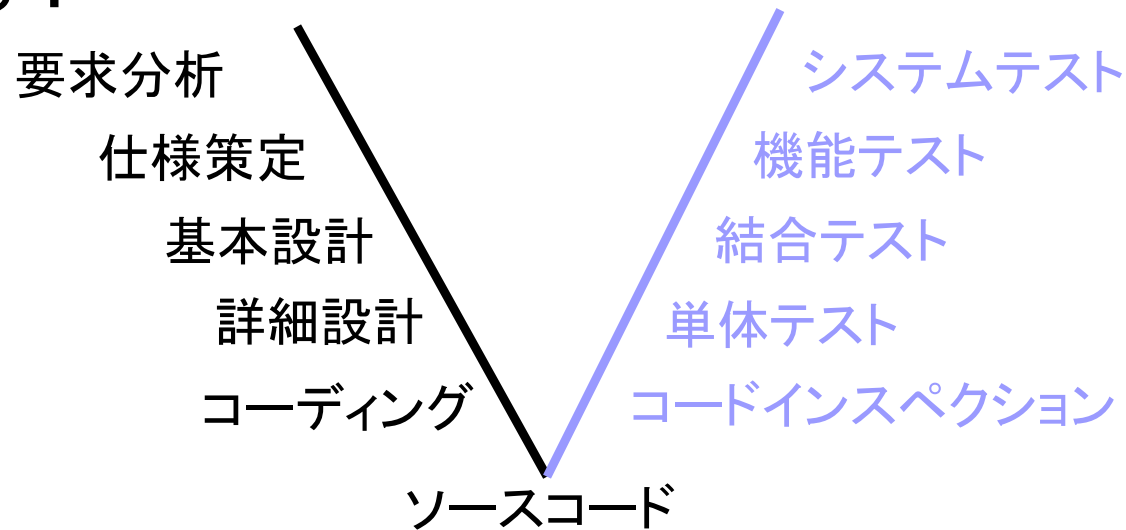 要求分析
システムテスト
仕様策定
機能テスト
基本設計
結合テスト
詳細設計
単体テスト
コーディング
コードインスペクション
ソースコード